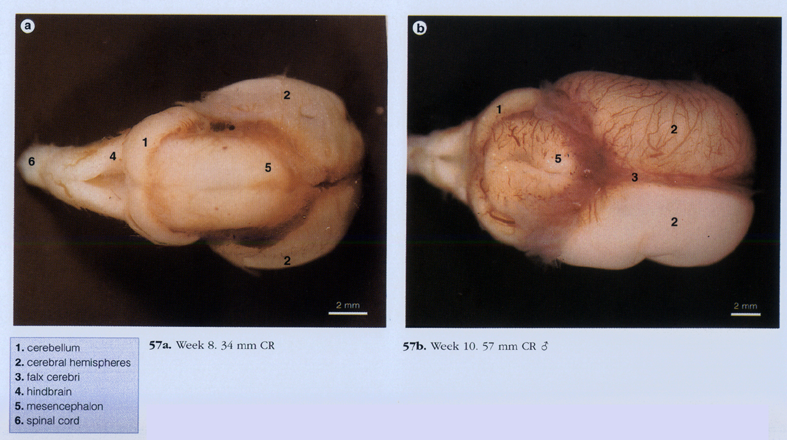 a
2
1
4
6
5
2
2 mm
b
1
2
5
3
2
2 mm
57a. Week 8. 34 mm CR
57b. Week 10. 57 mm CR ♂
1. cerebellum
2. cerebral hemispheres
3. falx cerebri
4. hindbrain
5. mesencephalon
6. spinal cord